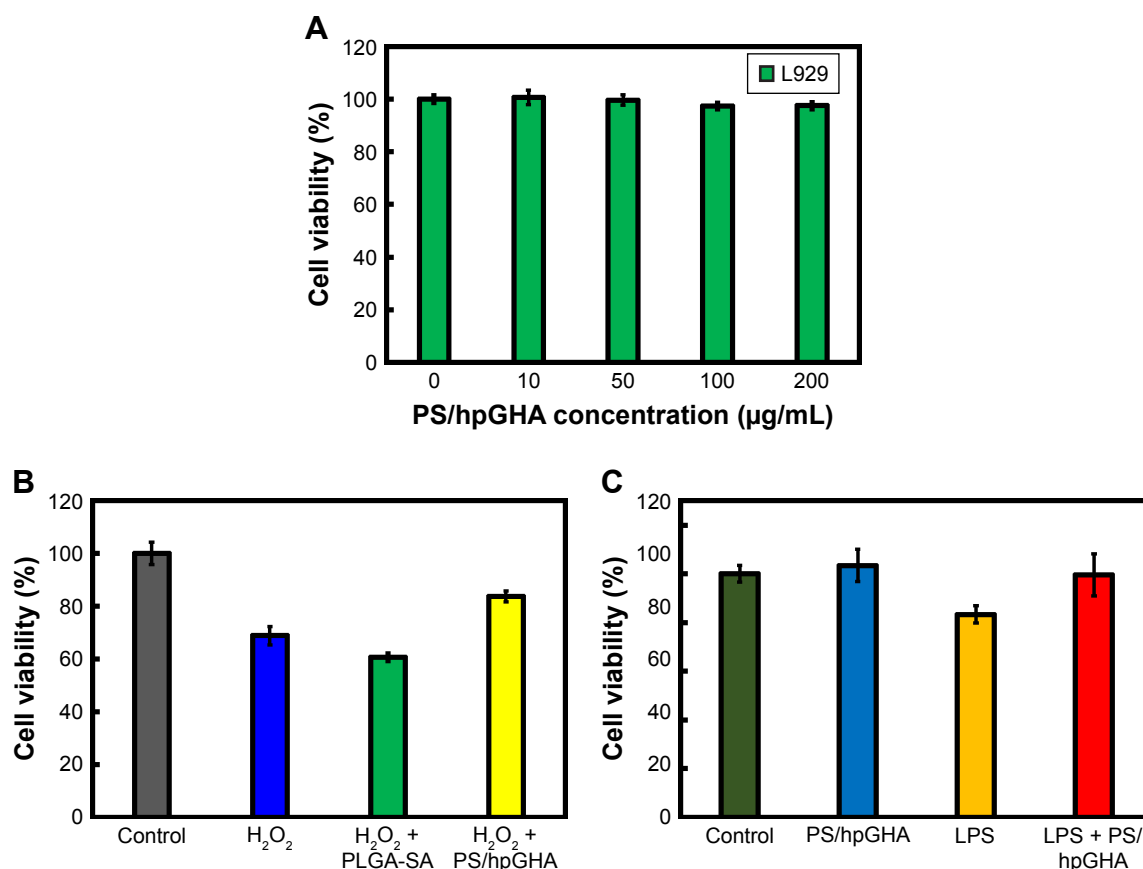 A
Cell viability (%)
120
100
80
60
40
20
0
L929
0 10 50 100 200
PS/hpGHA concentration (µg/mL)
B
Cell viability (%)
120
100
80
60
40
20
0
Control
H₂O₂
H₂O₂ +
PLGA-SA
H₂O₂ +
PS/hpGHA
C
Cell viability (%)
120
100
80
60
40
20
0
Control
PS/hpGHA
LPS
LPS + PS/
hpGHA